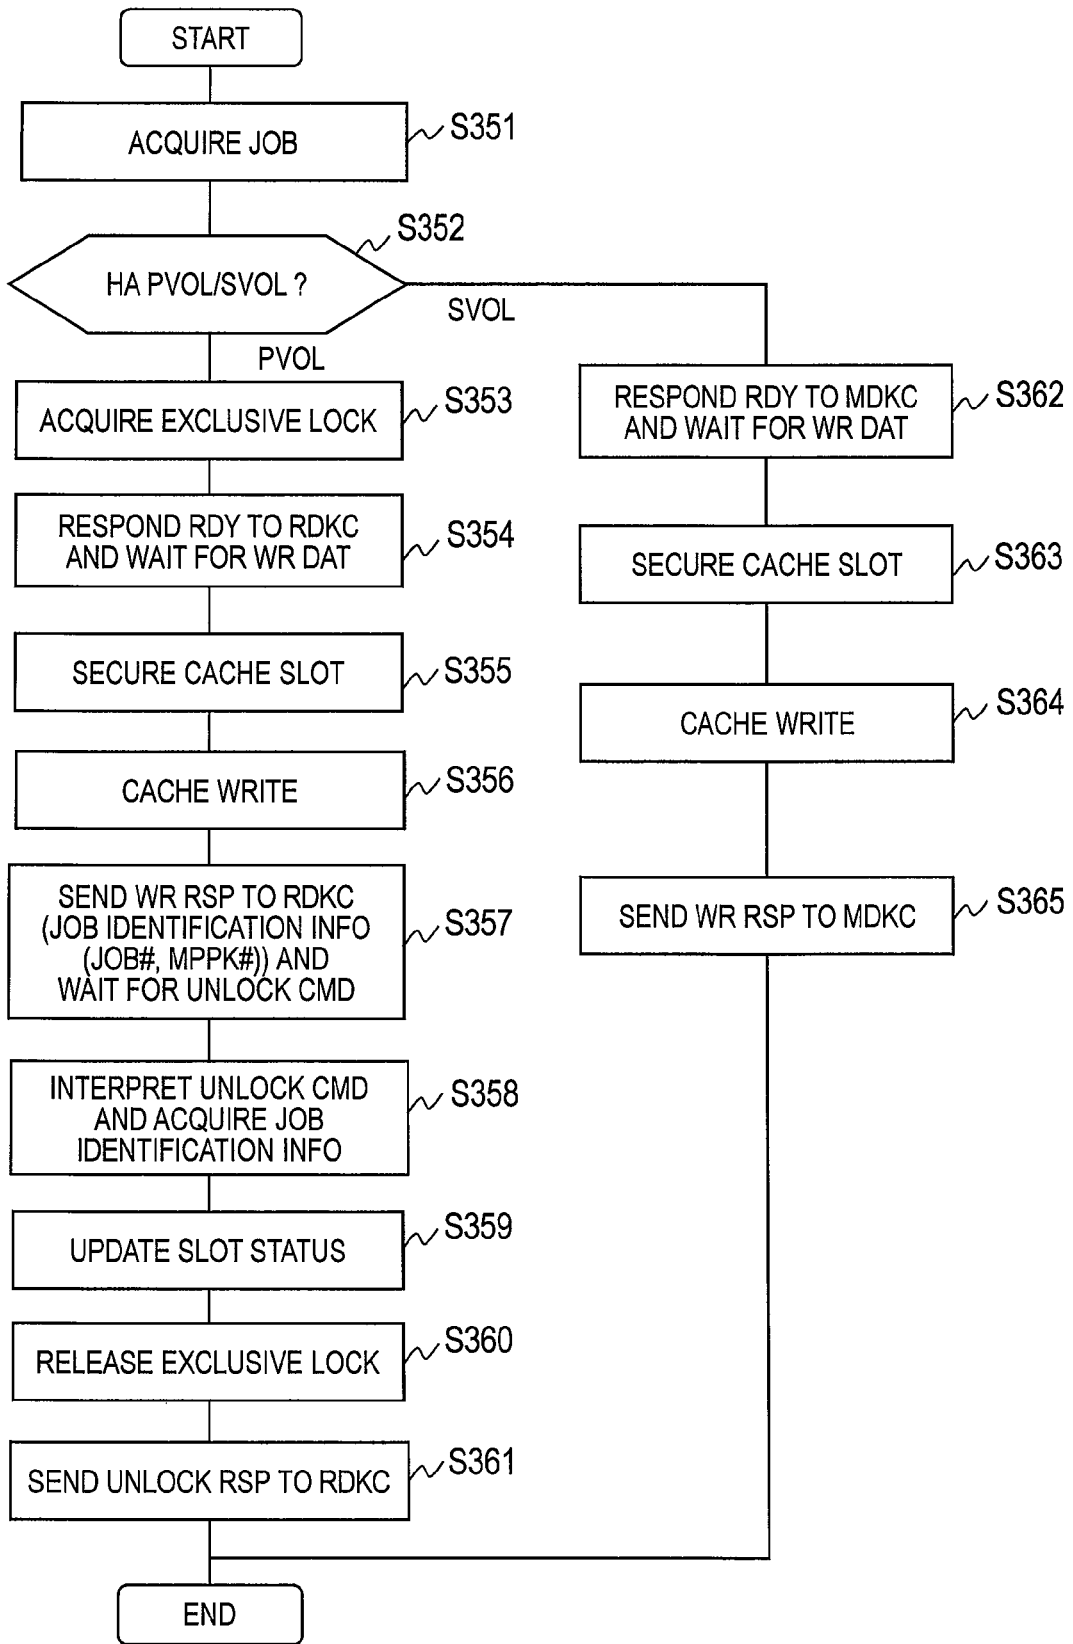 START
ACQUIRE JOB
S351
HA PVOL/SVOL ?
S352
SVOL
PVOL
ACQUIRE EXCLUSIVE LOCK
S353
RESPOND RDY TO RDKC
AND WAIT FOR WR DAT
S354
SECURE CACHE SLOT
S355
CACHE WRITE
S356
SEND WR RSP TO RDKC
(JOB IDENTIFICATION INFO
(JOB#, MPPK#)) AND
WAIT FOR UNLOCK CMD
S357
INTERPRET UNLOCK CMD
AND ACQUIRE JOB
IDENTIFICATION INFO
S358
UPDATE SLOT STATUS
S359
RELEASE EXCLUSIVE LOCK
S360
SEND UNLOCK RSP TO RDKC
S361
RESPOND RDY TO MDKC
AND WAIT FOR WR DAT
S362
SECURE CACHE SLOT
S363
CACHE WRITE
S364
SEND WR RSP TO MDKC
S365
END